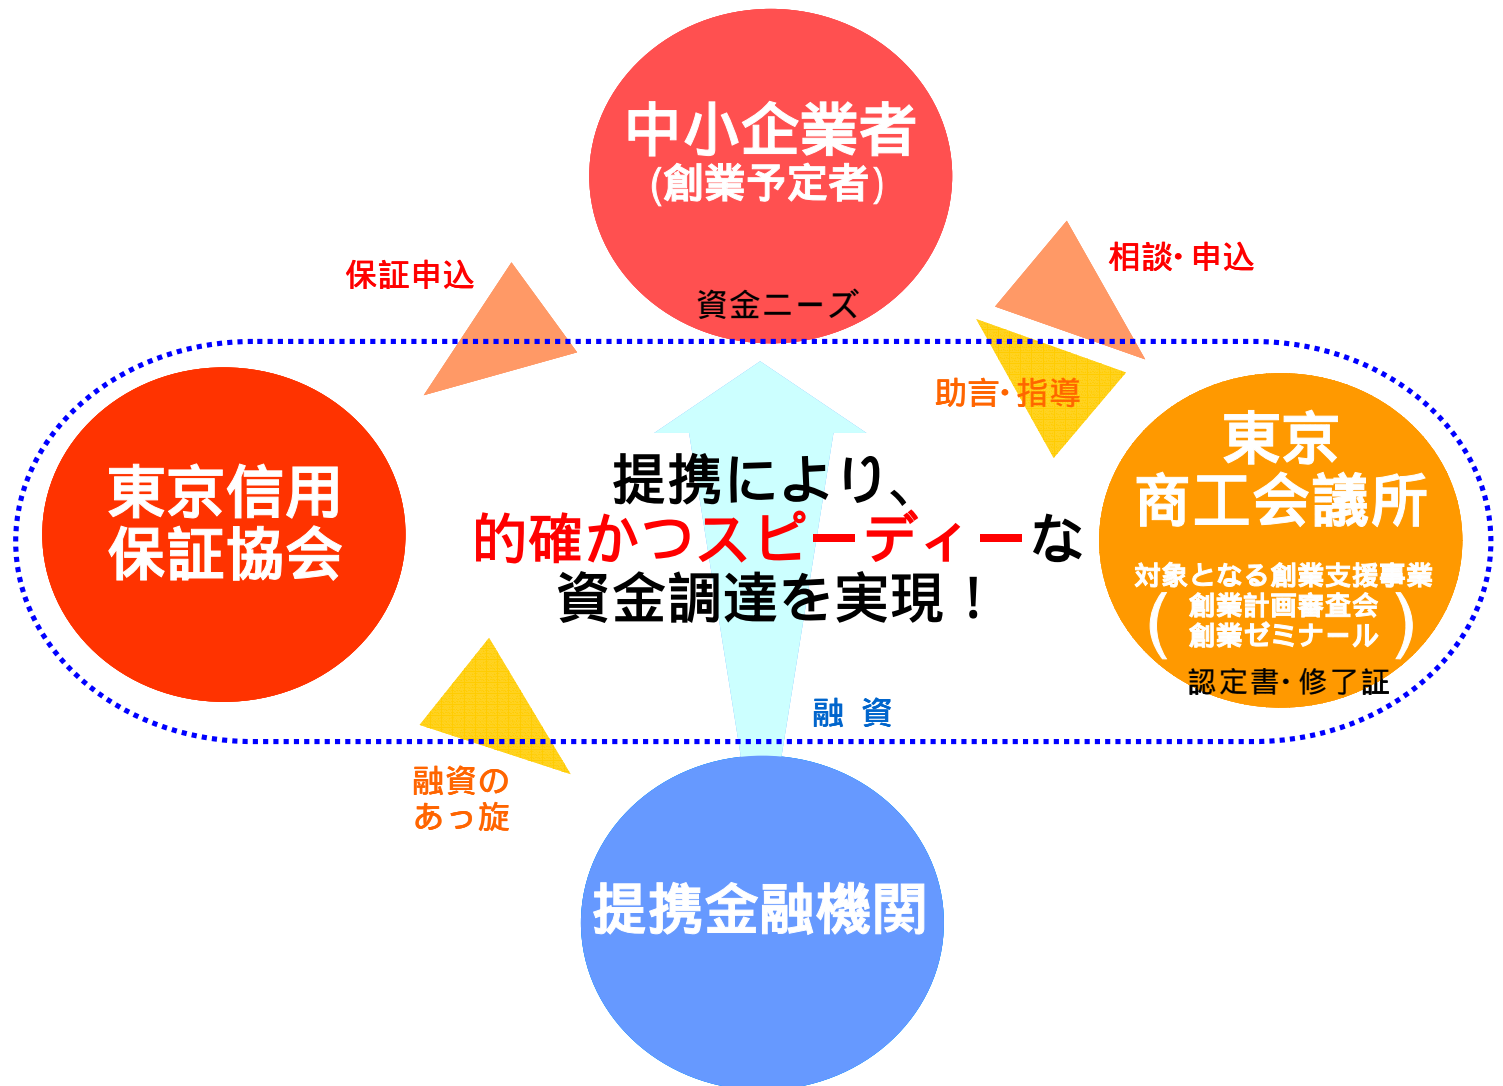 中小企業者
(創業予定者)
資金ニーズ
保証申込
相談・申込
助言・指導
東京信用
保証協会
提携により、
的確かつスピーディーな
資金調達を実現！
東京
商工会議所
対象となる創業支援事業
( 創業計画審査会
創業ゼミナール )
認定書・修了証
融 資
融資の
あっ旋
提携金融機関